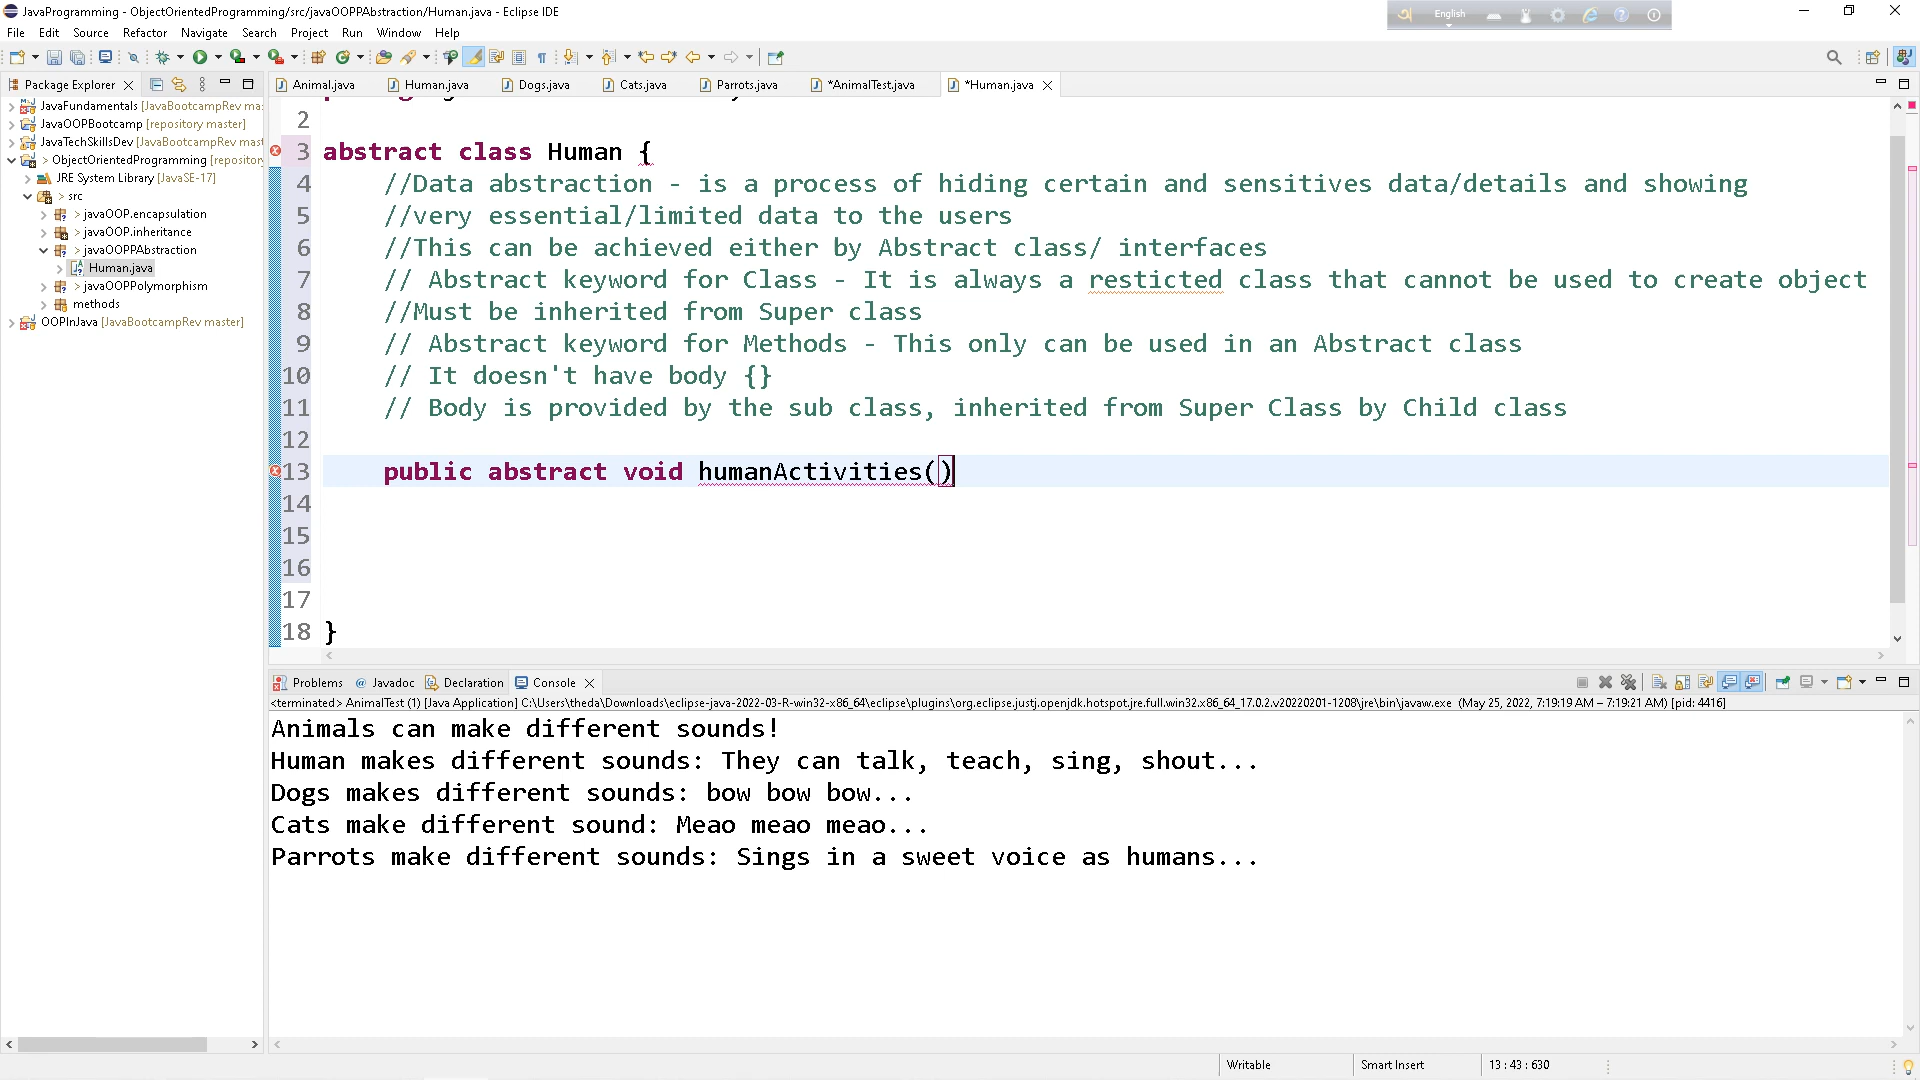 JavaProgramming - ObjectOrientedProgramming/src/javaOOPPAbstraction/Human.java - Eclipse IDE
English
File Edit Source Refactor Navigate Search Project Run Window Help
Package Explorer
Animal.java Human.java Dogs.java Cats.java Parrots.java *AnimalTest.java *Human.java
JavaFundamentals [JavaBootcampRev mas
JavaOOPBootcamp [repository master]
JavaTechSkillsDev [JavaBootcampRev mast
> ObjectOrientedProgramming [repository
JRE System Library [JavaSE-17]
> src
> javaOOP.encapsulation
> javaOOP.inheritance
> javaOOPPAbstraction
Human.java
> javaOOPPolymorphism
methods
OOPInJava [JavaBootcampRev master]
2
3 abstract class Human {
4 //Data abstraction - is a process of hiding certain and sensitives data/details and showing
5 //very essential/limited data to the users
6 //This can be achieved either by Abstract class/ interfaces
7 // Abstract keyword for Class - It is always a resticted class that cannot be used to create object
8 //Must be inherited from Super class
9 // Abstract keyword for Methods - This only can be used in an Abstract class
10 // It doesn't have body {}
11 // Body is provided by the sub class, inherited from Super Class by Child class
12
13 public abstract void humanActivities()
14
15
16
17
18 }
Problems @ Javadoc Declaration Console
<terminated> AnimalTest (1) [Java Application] C:\Users\theda\Downloads\eclipse-java-2022-03-R-win32-x86_64\eclipse\plugins\org.eclipse.justj.openjdk.hotspot.jre.full.win32.x86_64_17.0.2.v20220201-1208\jre\bin\javaw.exe (May 25, 2022, 7:19:19 AM – 7:19:21 AM) [pid: 4416]
Animals can make different sounds!
Human makes different sounds: They can talk, teach, sing, shout...
Dogs makes different sounds: bow bow bow...
Cats make different sound: Meao meao meao...
Parrots make different sounds: Sings in a sweet voice as humans...
Writable Smart Insert 13 : 43 : 630